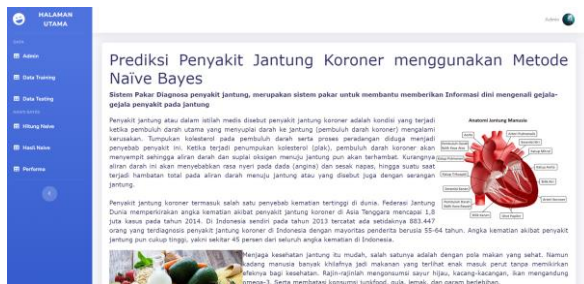 HALAMAN
UTAMA
Admin
Admin
Data Training
Data Testing
Hitung Naive
Hasil Naive
Performa
Prediksi Penyakit Jantung Koroner menggunakan Metode
Naïve Bayes
Sistem Pakar Diagnosa penyakit jantung, merupakan sistem pakar untuk membantu memberikan Informasi dini mengenali gejala-
gejala penyakit pada jantung
Penyakit jantung atau dalam istilah medis disebut penyakit jantung koroner adalah kondisi yang terjadi
ketika pembuluh darah utama yang menyuplai darah ke jantung (pembuluh darah koroner) mengalami
kerusakan. Tumpukan kolesterol pada pembuluh darah serta proses peradangan diduga menjadi
penyebab penyakit ini. Ketika terjadi penumpukan kolesterol (plak), pembuluh darah koroner akan
menyempit sehingga aliran darah dan suplai oksigen menuju jantung pun akan terhambat. Kurangnya
aliran darah ini akan menyebabkan rasa nyeri pada dada (angina) dan sesak napas, hingga suatu saat
terjadi hambatan total pada aliran darah menuju jantung atau yang disebut juga dengan serangan
jantung.
Anatomi Jantung Manusia
Penyakit jantung koroner termasuk salah satu penyebab kematian tertinggi di dunia. Federasi Jantung
Dunia memperkirakan angka kematian akibat penyakit jantung koroner di Asia Tenggara mencapai 1,8
juta kasus pada tahun 2014. Di Indonesia sendiri pada tahun 2013 tercatat ada setidaknya 883.447
orang yang terdiagnosis penyakit jantung koroner di Indonesia dengan mayoritas penderita berusia 55-64 tahun. Angka kematian akibat penyakit
jantung pun cukup tinggi, yakni sekitar 45 persen dari seluruh angka kematian di Indonesia.
Menjaga kesehatan jantung itu mudah, salah satunya adalah dengan pola makan yang sehat. Namun
kadang manusia banyak khilafnya jadi makanan yang terlihat enak masuk perut tanpa memikirkan
efeknya bagi kesehatan. Rajin-rajinlah mengonsumsi sayur hijau, kacang-kacangan, ikan mengandung
omega-3. Serta membatasi konsumsi junkfood, gula, lemak, dan garam berlebihan.